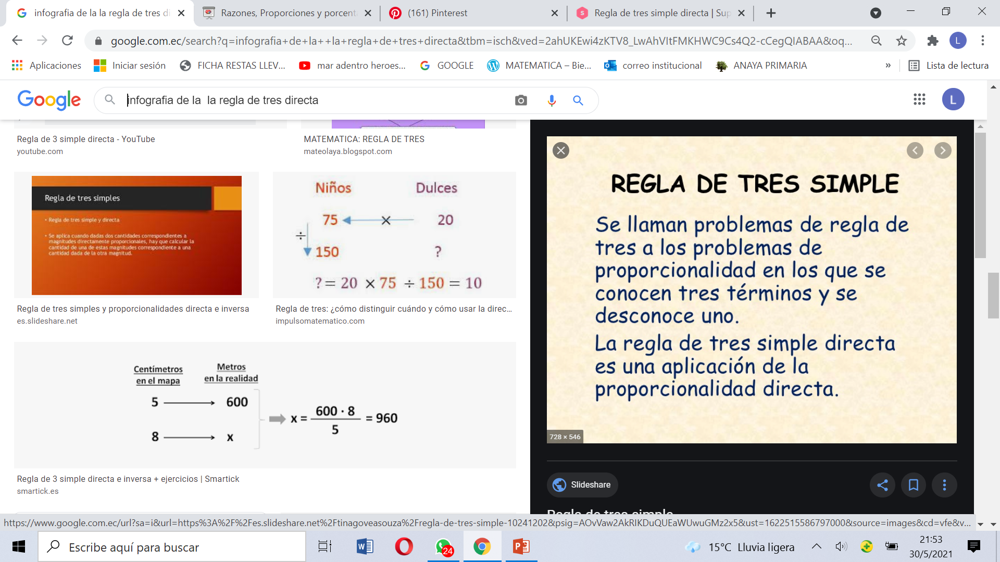 infografia de la la regla de tres di
Razones, Proporciones y porcent
(161) Pinterest
Regla de tres simple directa | Sup
google.com.ec/search?q=infografia+de+la++la+regla+de+tres+directa&tbm=isch&ved=2ahUKEwi4zKTV8_LwAhVItFMKHWC9Cs4Q2-cCegQIABAA&oq...
L
Aplicaciones
Iniciar sesión
FICHA RESTAS LLEV...
mar adentro heroes...
GOOGLE
MATEMATICA – Bie...
correo institucional
ANAYA PRIMARIA
»
Lista de lectura
Google
infografia de la  la regla de tres directa
L
Regla de 3 simple directa - YouTube
youtube.com
MATEMATICA: REGLA DE TRES
mateolaya.blogspot.com
Regla de tres simples
• Regla de tres simple y directa
• Se aplica cuando dadas dos cantidades correspondientes a
magnitudes directamente proporcionales, hay que calcular la
cantidad de una de estas magnitudes correspondiente a una
cantidad dada de la otra magnitud.
Regla de tres simples y proporcionalidades directa e inversa
es.slideshare.net
Niños Dulces
75 × 20
÷
150 ?
? = 20 × 75 ÷ 150 = 10
Regla de tres: ¿cómo distinguir cuándo y cómo usar la direc...
impulsomatematico.com
Centímetros
en el mapa
Metros
en la realidad
5 600
8 x
x = 600 · 8 / 5 = 960
Regla de 3 simple directa e inversa + ejercicios | Smartick
smartick.es
REGLA DE TRES SIMPLE
Se llaman problemas de regla de
tres a los problemas de
proporcionalidad en los que se
conocen tres términos y se
desconoce uno.
La regla de tres simple directa
es una aplicación de la
proporcionalidad directa.
728 × 546
Slideshare
Regla de tres simple
https://www.google.com.ec/url?sa=i&url=https%3A%2F%2Fes.slideshare.net%2Ftinagoveasouza%2Fregla-de-tres-simple-10241202&psig=AOvVaw2AkRIKDuQUEaWUwuGMz2x5&ust=1622515586797000&source=images&cd=vfe&v...
Escribe aquí para buscar
24
15°C Lluvia ligera
21:53
30/5/2021